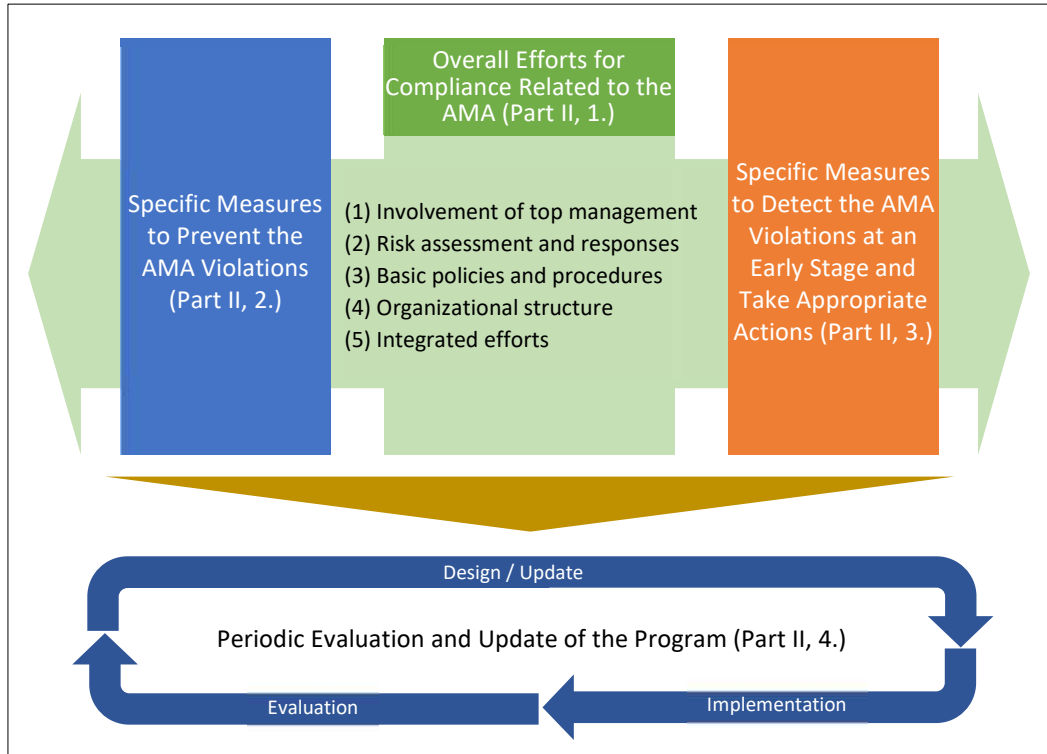 Overall Efforts for
Compliance Related to the
AMA (Part II, 1.)
Specific Measures
to Prevent the
AMA Violations
(Part II, 2.)
(1) Involvement of top management
(2) Risk assessment and responses
(3) Basic policies and procedures
(4) Organizational structure
(5) Integrated efforts
Specific Measures
to Detect the AMA
Violations at an
Early Stage and
Take Appropriate
Actions (Part II, 3.)
Design / Update
Periodic Evaluation and Update of the Program (Part II, 4.)
Evaluation
Implementation